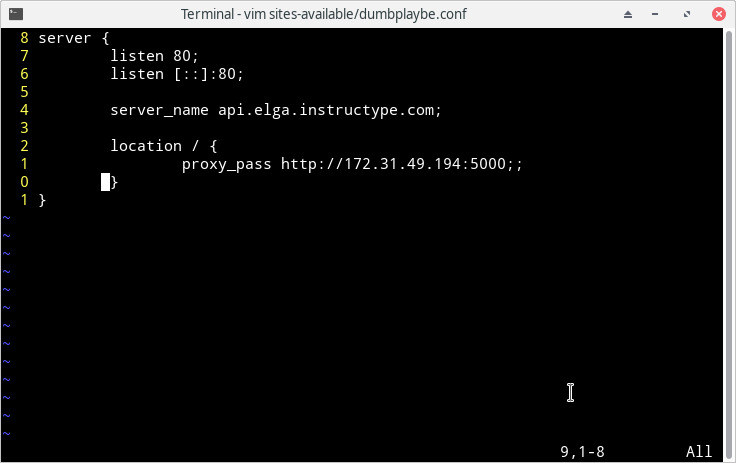 Terminal - vim sites-available/dumbplaybe.conf
8 server {
7         listen 80;
6         listen [::]:80;
5
4         server_name api.elga.instructype.com;
3
2         location / {
1                 proxy_pass http://172.31.49.194:5000;;
0         }
1 }
~
~
~
~
~
~
~
~
~
~
~
~
~
9,1-8 All